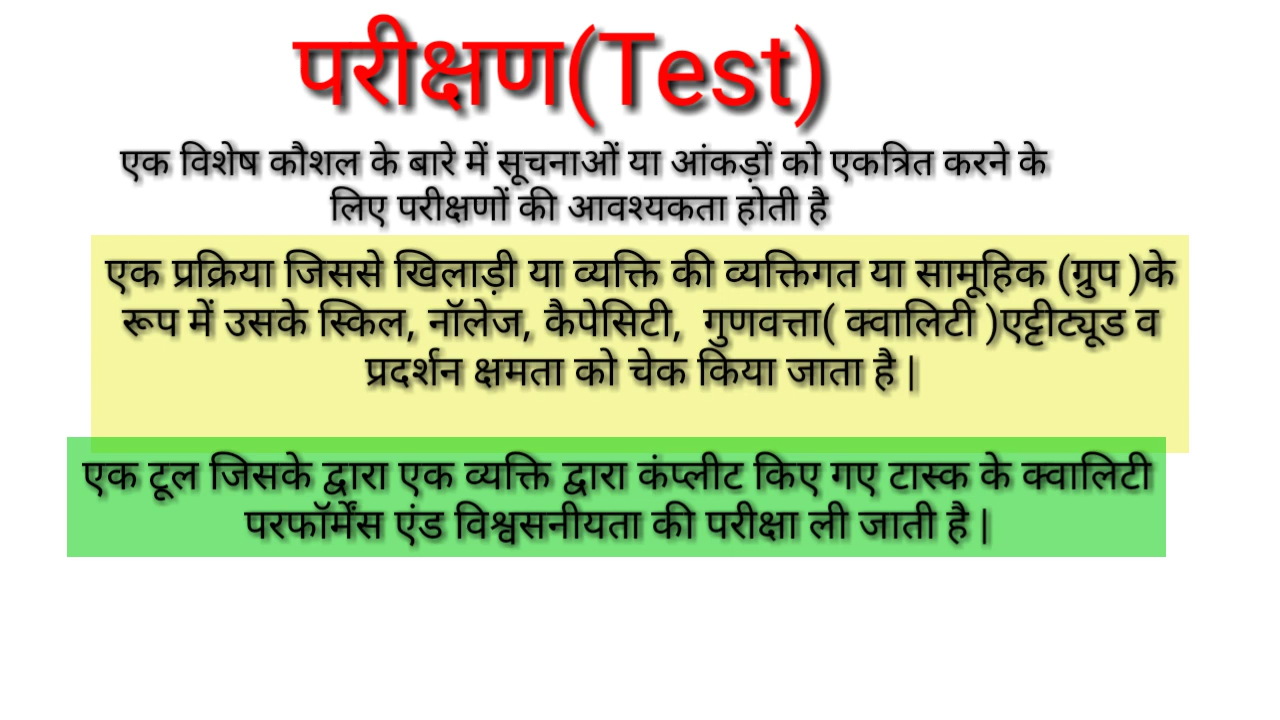 परीक्षण(Test)
एक विशेष कौशल के बारे में सूचनाओं या आंकड़ों को एकत्रित करने के
लिए परीक्षणों की आवश्यकता होती है
एक प्रक्रिया जिससे खिलाड़ी या व्यक्ति की व्यक्तिगत या सामूहिक (ग्रुप )के
रूप में उसके स्किल, नॉलेज, कैपेसिटी,  गुणवत्ता( क्वालिटी )एट्टीट्यूड व
प्रदर्शन क्षमता को चेक किया जाता है |
एक टूल जिसके द्वारा एक व्यक्ति द्वारा कंप्लीट किए गए टास्क के क्वालिटी
परफॉर्मेंस एंड विश्वसनीयता की परीक्षा ली जाती है |